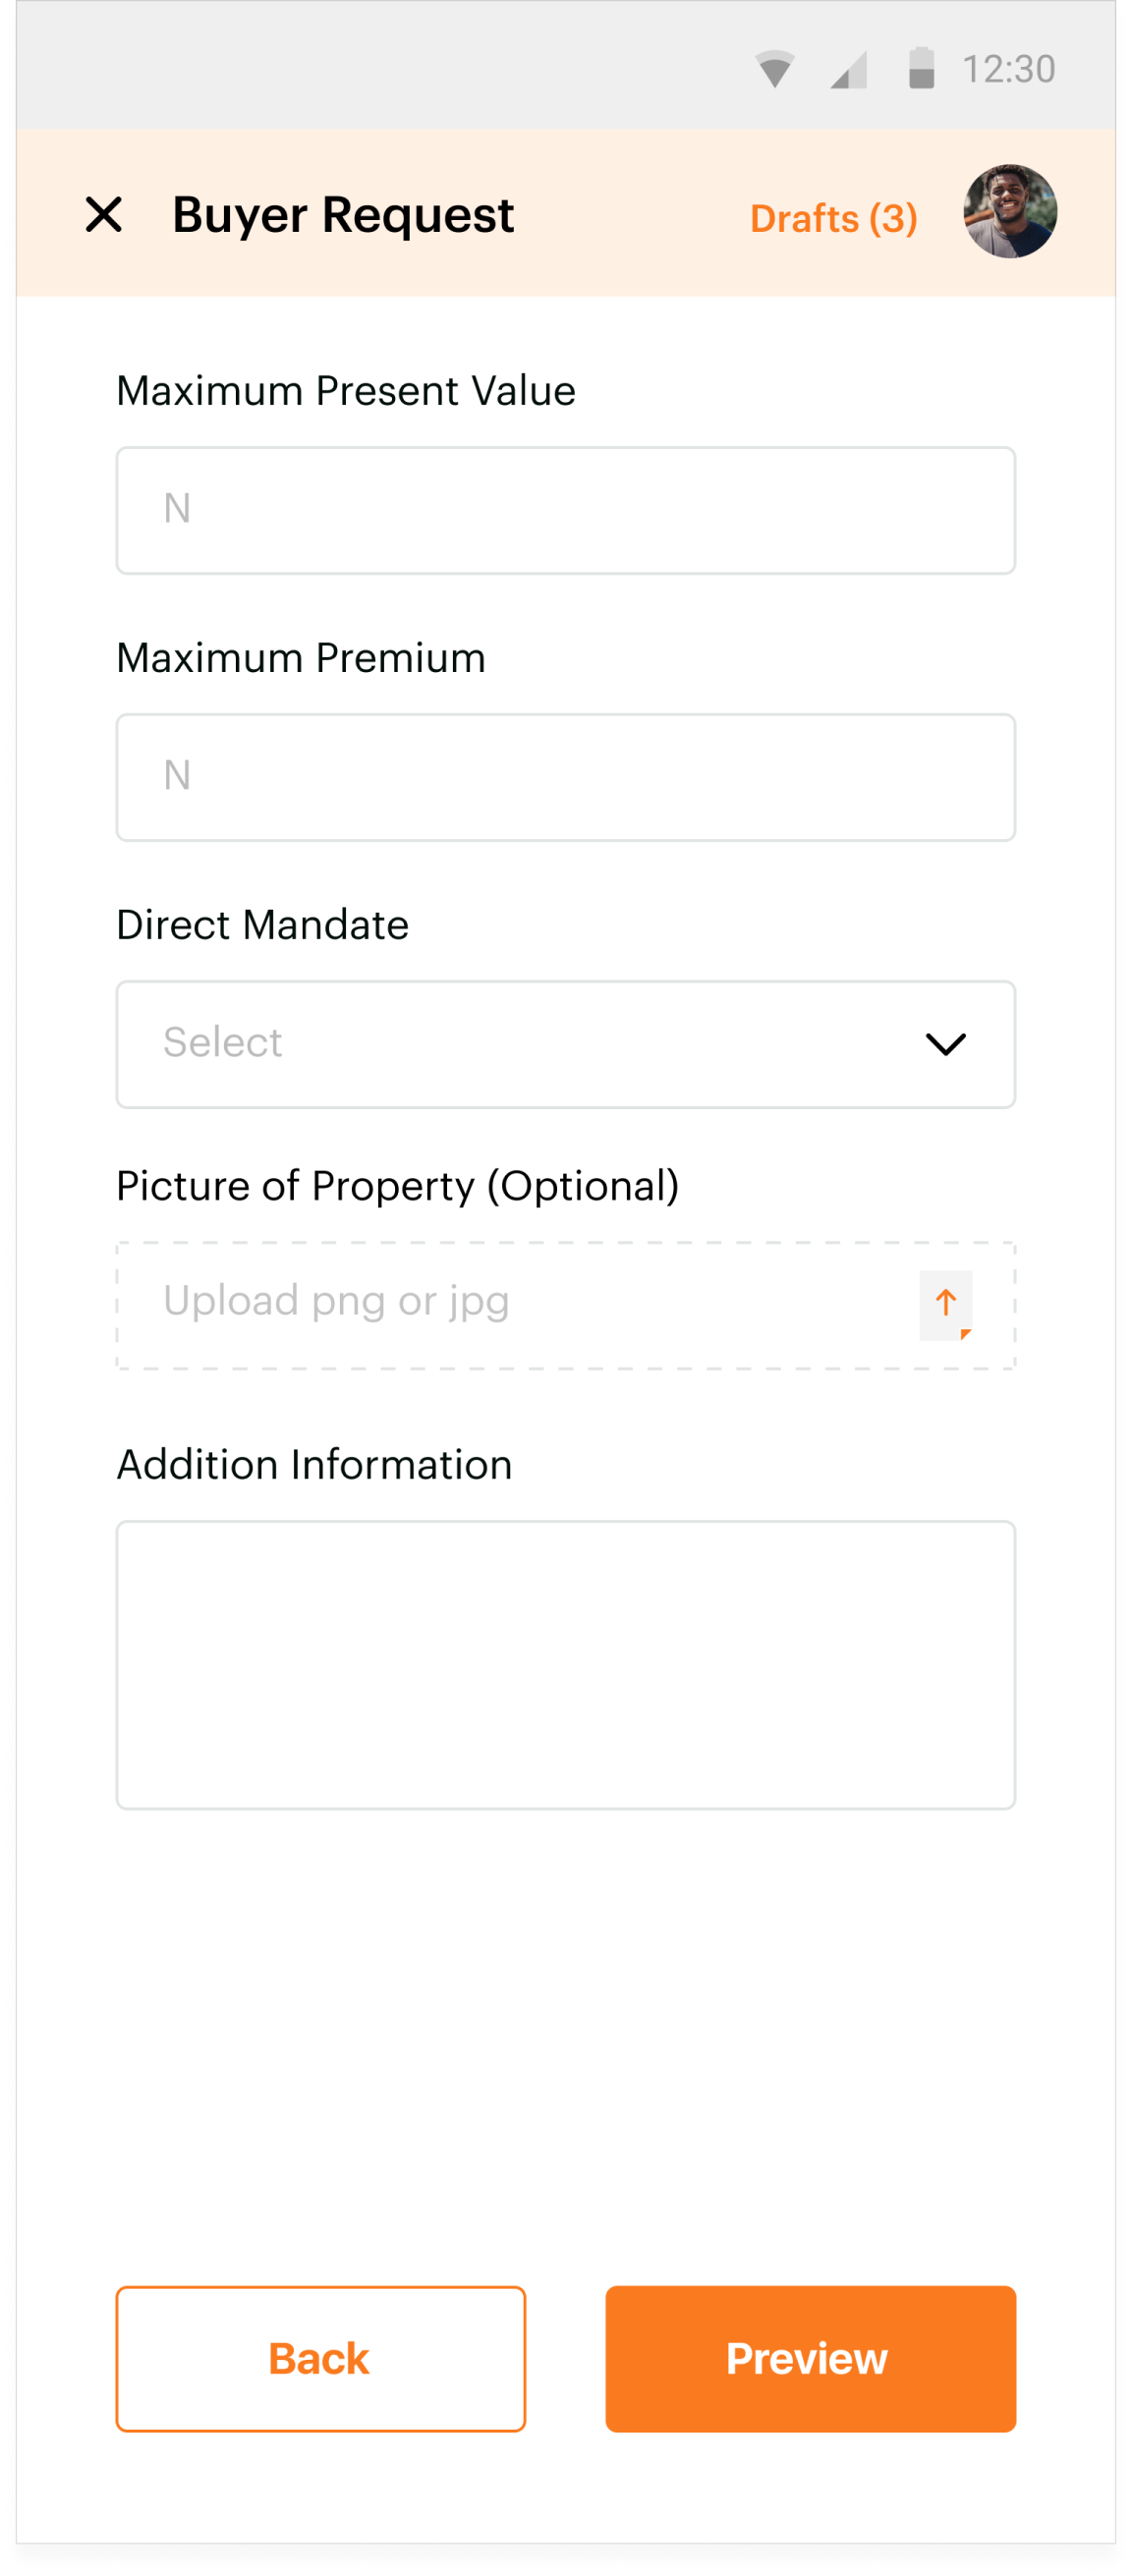 12:30
Buyer Request
Drafts (3)
Maximum Present Value
N
Maximum Premium
N
Direct Mandate
Select
Picture of Property (Optional)
Upload png or jpg
Addition Information
Back
Preview